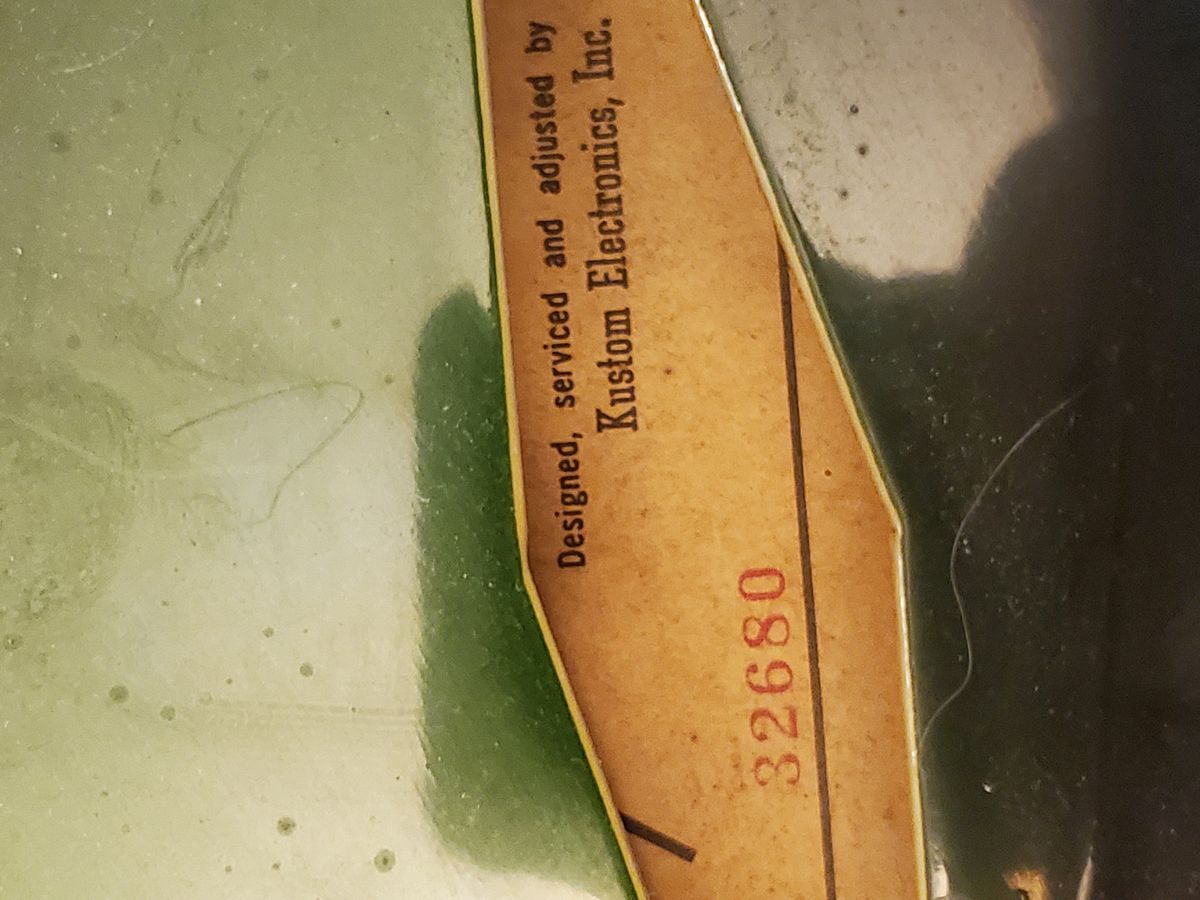 Designed, serviced and adjusted by
Kustom Electronics, Inc.
32680